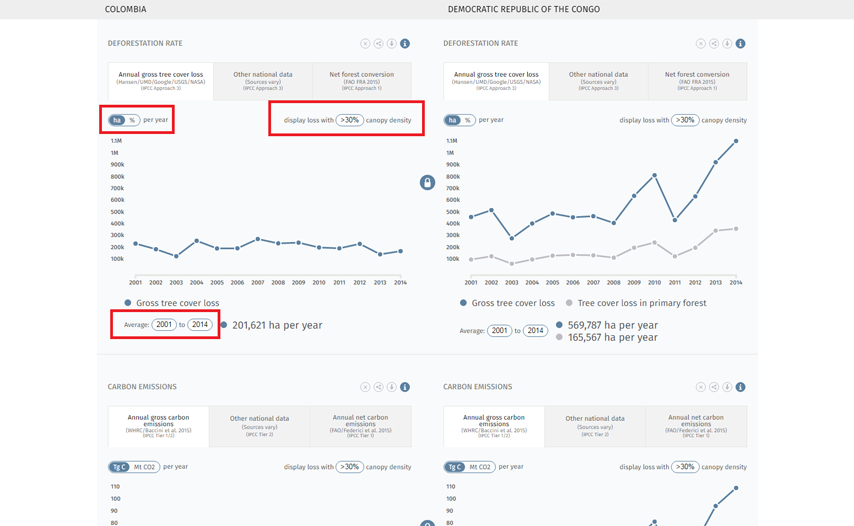 COLOMBIA
DEMOCRATIC REPUBLIC OF THE CONGO
DEFORESTATION RATE
Annual gross tree cover loss
(Hansen/UMD/Google/USGS/NASA)
(IPCC Approach 3)
Other national data
(Sources vary)
(IPCC Approach 3)
Net forest conversion
(FAO FRA 2015)
(IPCC Approach 1)
ha % per year
display loss with >30% canopy density
1.1M
1M
900k
800k
700k
600k
500k
400k
300k
200k
100k
2001 2002 2003 2004 2005 2006 2007 2008 2009 2010 2011 2012 2013 2014
Gross tree cover loss
Average: 2001 to 2014 201,621 ha per year
DEFORESTATION RATE
Annual gross tree cover loss
(Hansen/UMD/Google/USGS/NASA)
(IPCC Approach 3)
Other national data
(Sources vary)
(IPCC Approach 3)
Net forest conversion
(FAO FRA 2015)
(IPCC Approach 1)
ha % per year
display loss with >30% canopy density
1.1M
1M
900k
800k
700k
600k
500k
400k
300k
200k
100k
2001 2002 2003 2004 2005 2006 2007 2008 2009 2010 2011 2012 2013 2014
Gross tree cover loss Tree cover loss in primary forest
Average: 2001 to 2014
569,787 ha per year
165,567 ha per year
CARBON EMISSIONS
Annual gross carbon
emissions
(WHRC/Baccini et al. 2015)
(IPCC Tier 1/2)
Other national data
(Sources vary)
(IPCC Tier 2)
Annual net carbon
emissions
(FAO/Federici et al. 2015)
(IPCC Tier 1)
Tg C Mt CO2 per year
display loss with >30% canopy density
110
100
90
80
CARBON EMISSIONS
Annual gross carbon
emissions
(WHRC/Baccini et al. 2015)
(IPCC Tier 1/2)
Other national data
(Sources vary)
(IPCC Tier 2)
Annual net carbon
emissions
(FAO/Federici et al. 2015)
(IPCC Tier 1)
Tg C Mt CO2 per year
display loss with >30% canopy density
110
100
90
80